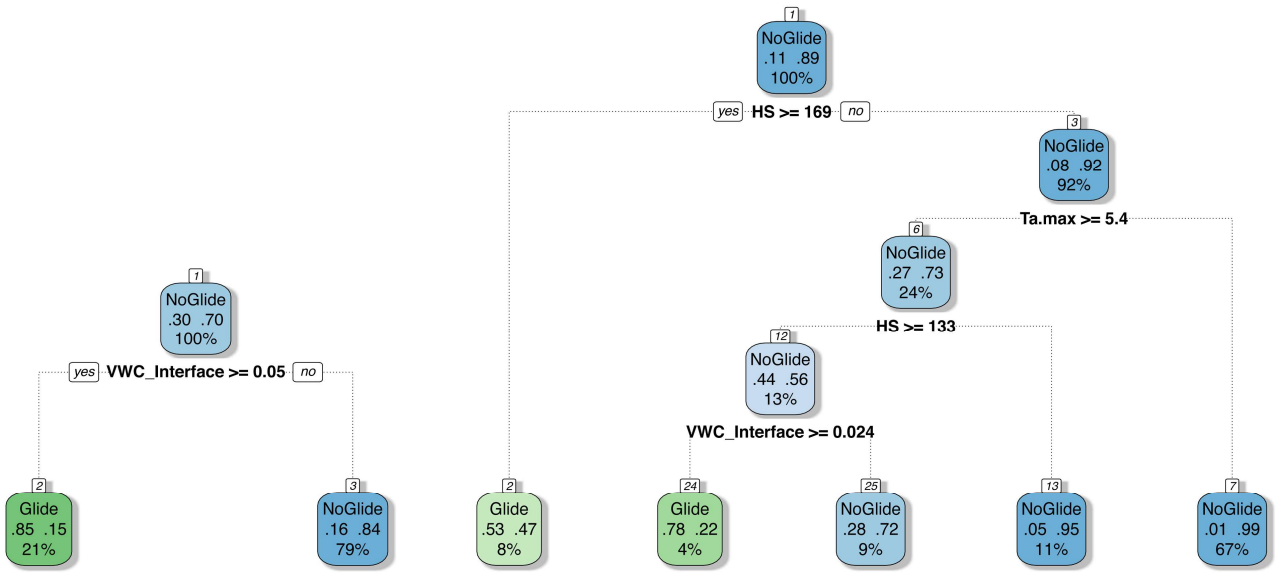 1
NoGlide
.30 .70
100%
yes VWC_Interface >= 0.05 no
2
Glide
.85 .15
21%
3
NoGlide
.16 .84
79%
1
NoGlide
.11 .89
100%
yes HS >= 169 no
3
NoGlide
.08 .92
92%
Ta.max >= 5.4
6
NoGlide
.27 .73
24%
HS >= 133
12
NoGlide
.44 .56
13%
VWC_Interface >= 0.024
2
Glide
.53 .47
8%
24
Glide
.78 .22
4%
25
NoGlide
.28 .72
9%
13
NoGlide
.05 .95
11%
7
NoGlide
.01 .99
67%